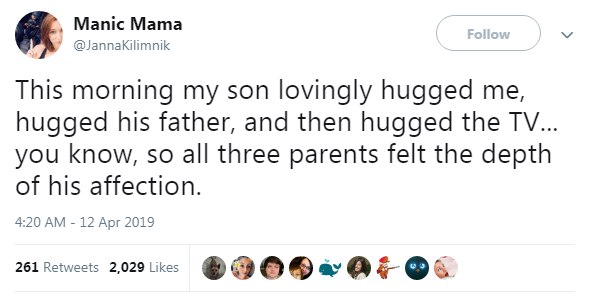 Manic Mama
@JannaKilimnik
Follow
This morning my son lovingly hugged me,
hugged his father, and then hugged the TV...
you know, so all three parents felt the depth
of his affection.
4:20 AM - 12 Apr 2019
261 Retweets 2,029 Likes